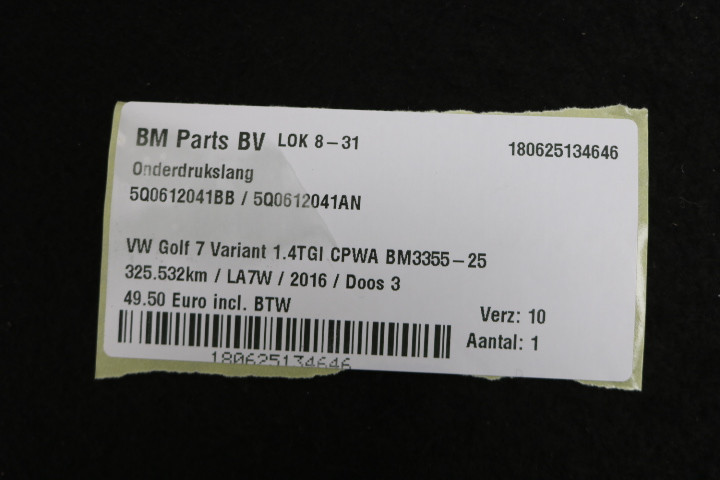 BM Parts BV LOK 8-31 180625134646
Onderdrukslang
5Q0612041BB / 5Q0612041AN
VW Golf 7 Variant 1.4TGI CPWA BM3355-25
325.532km / LA7W / 2016 / Doos 3
49.50 Euro incl. BTW Verz: 10
Aantal: 1
180625134646